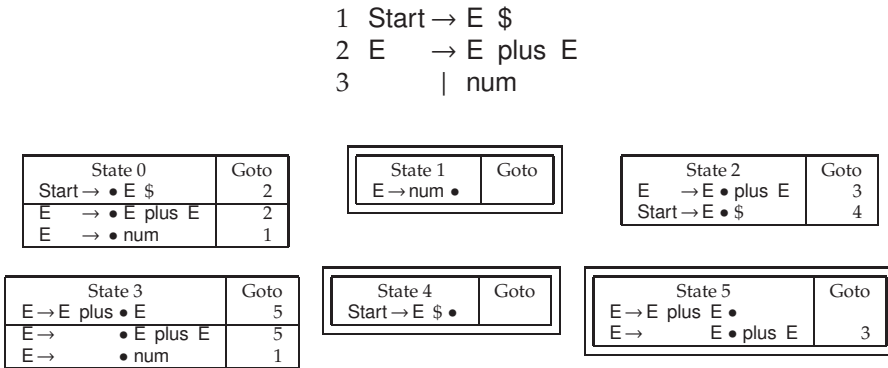 1 Start → E $
2 E → E plus E
3 | num
State 0 Goto
Start → • E $ 2
E → • E plus E 2
E → • num 1
State 1 Goto
E → num •
State 2 Goto
E → E • plus E 3
Start → E • $ 4
State 3 Goto
E → E plus • E 5
E → • E plus E 5
E → • num 1
State 4 Goto
Start → E $ •
State 5 Goto
E → E plus E •
E → E • plus E 3